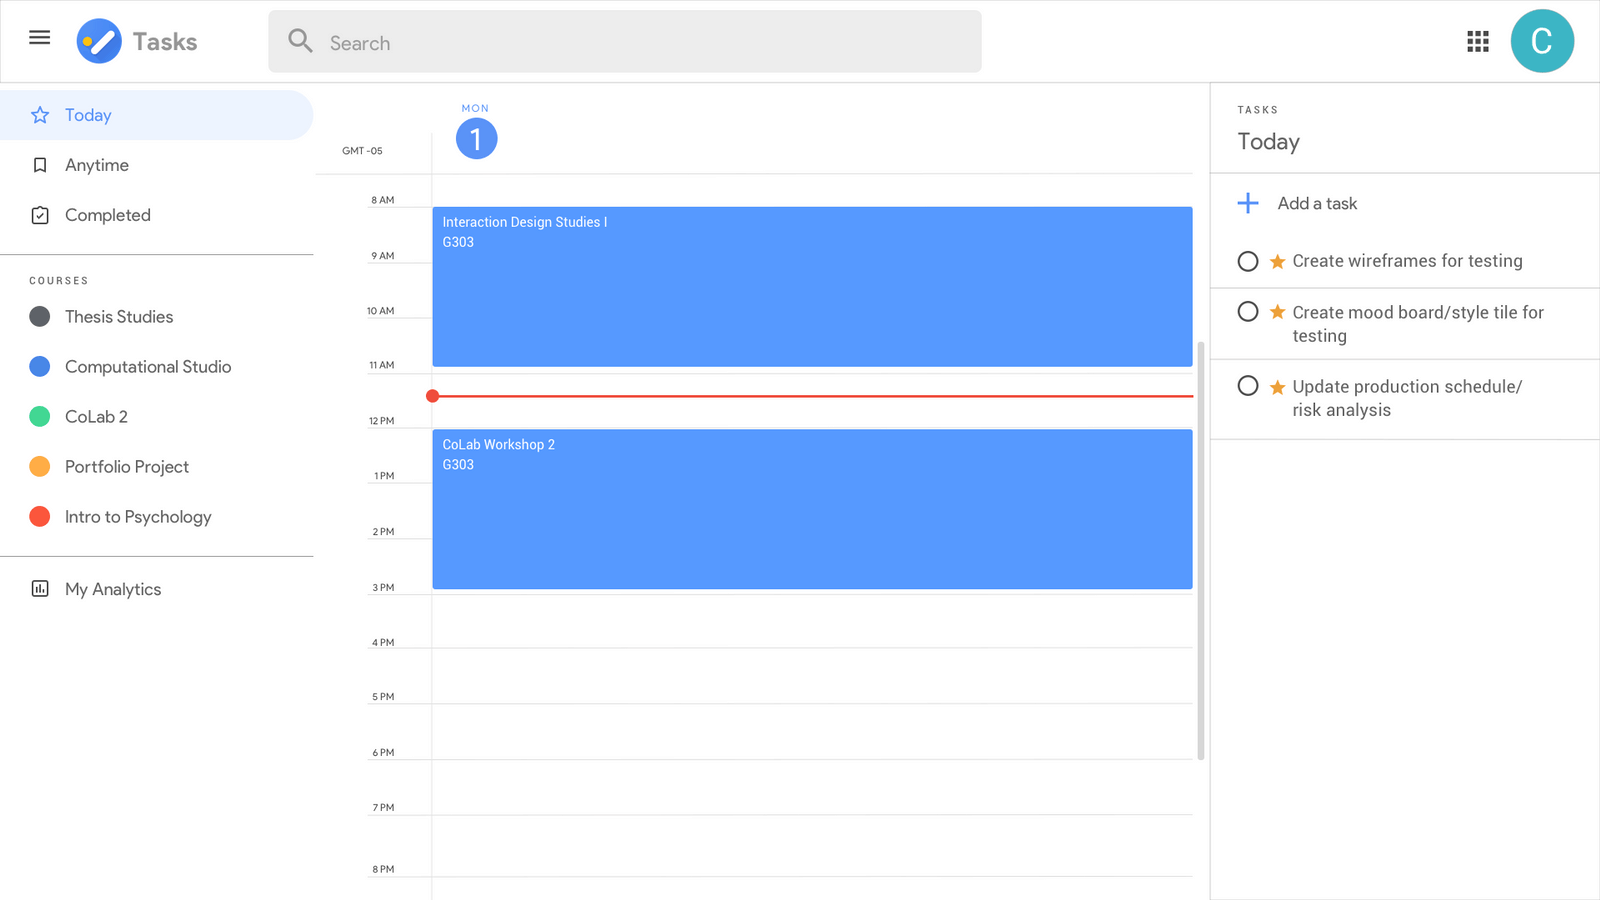 Tasks
Search
C
Today
Anytime
Completed
COURSES
Thesis Studies
Computational Studio
CoLab 2
Portfolio Project
Intro to Psychology
My Analytics
MON
1
GMT -05
8 AM
Interaction Design Studies I
G303
9 AM
10 AM
11 AM
12 PM
CoLab Workshop 2
G303
1 PM
2 PM
3 PM
4 PM
5 PM
6 PM
7 PM
8 PM
TASKS
Today
Add a task
Create wireframes for testing
Create mood board/style tile for
testing
Update production schedule/
risk analysis